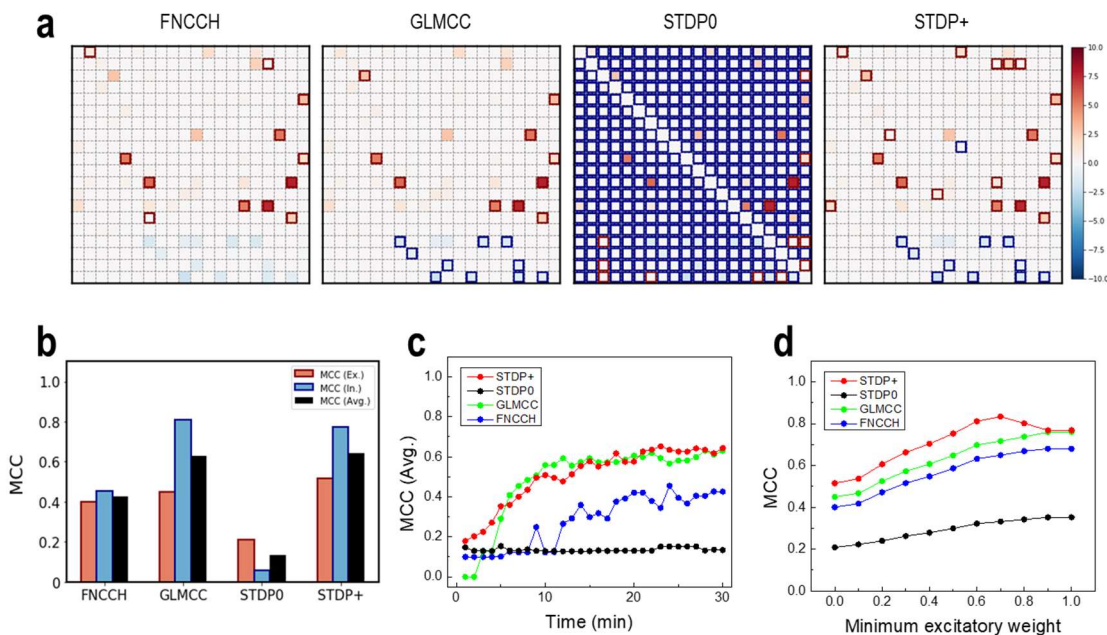 a
FNCCH
GLMCC
STDP0
STDP+
10.0
7.5
5.0
2.5
0.0
-2.5
-5.0
-7.5
-10.0
b
MCC
1.0
0.8
0.6
0.4
0.2
0
MCC (Ex.)
MCC (In.)
MCC (Avg.)
FNCCH
GLMCC
STDP0
STDP+
c
MCC (Avg.)
1.0
0.8
0.6
0.4
0.2
0.0
STDP+
STDP0
GLMCC
FNCCH
0
10
20
30
Time (min)
d
MCC
1.0
0.8
0.6
0.4
0.2
0
STDP+
STDP0
GLMCC
FNCCH
0.0
0.2
0.4
0.6
0.8
1.0
Minimum excitatory weight